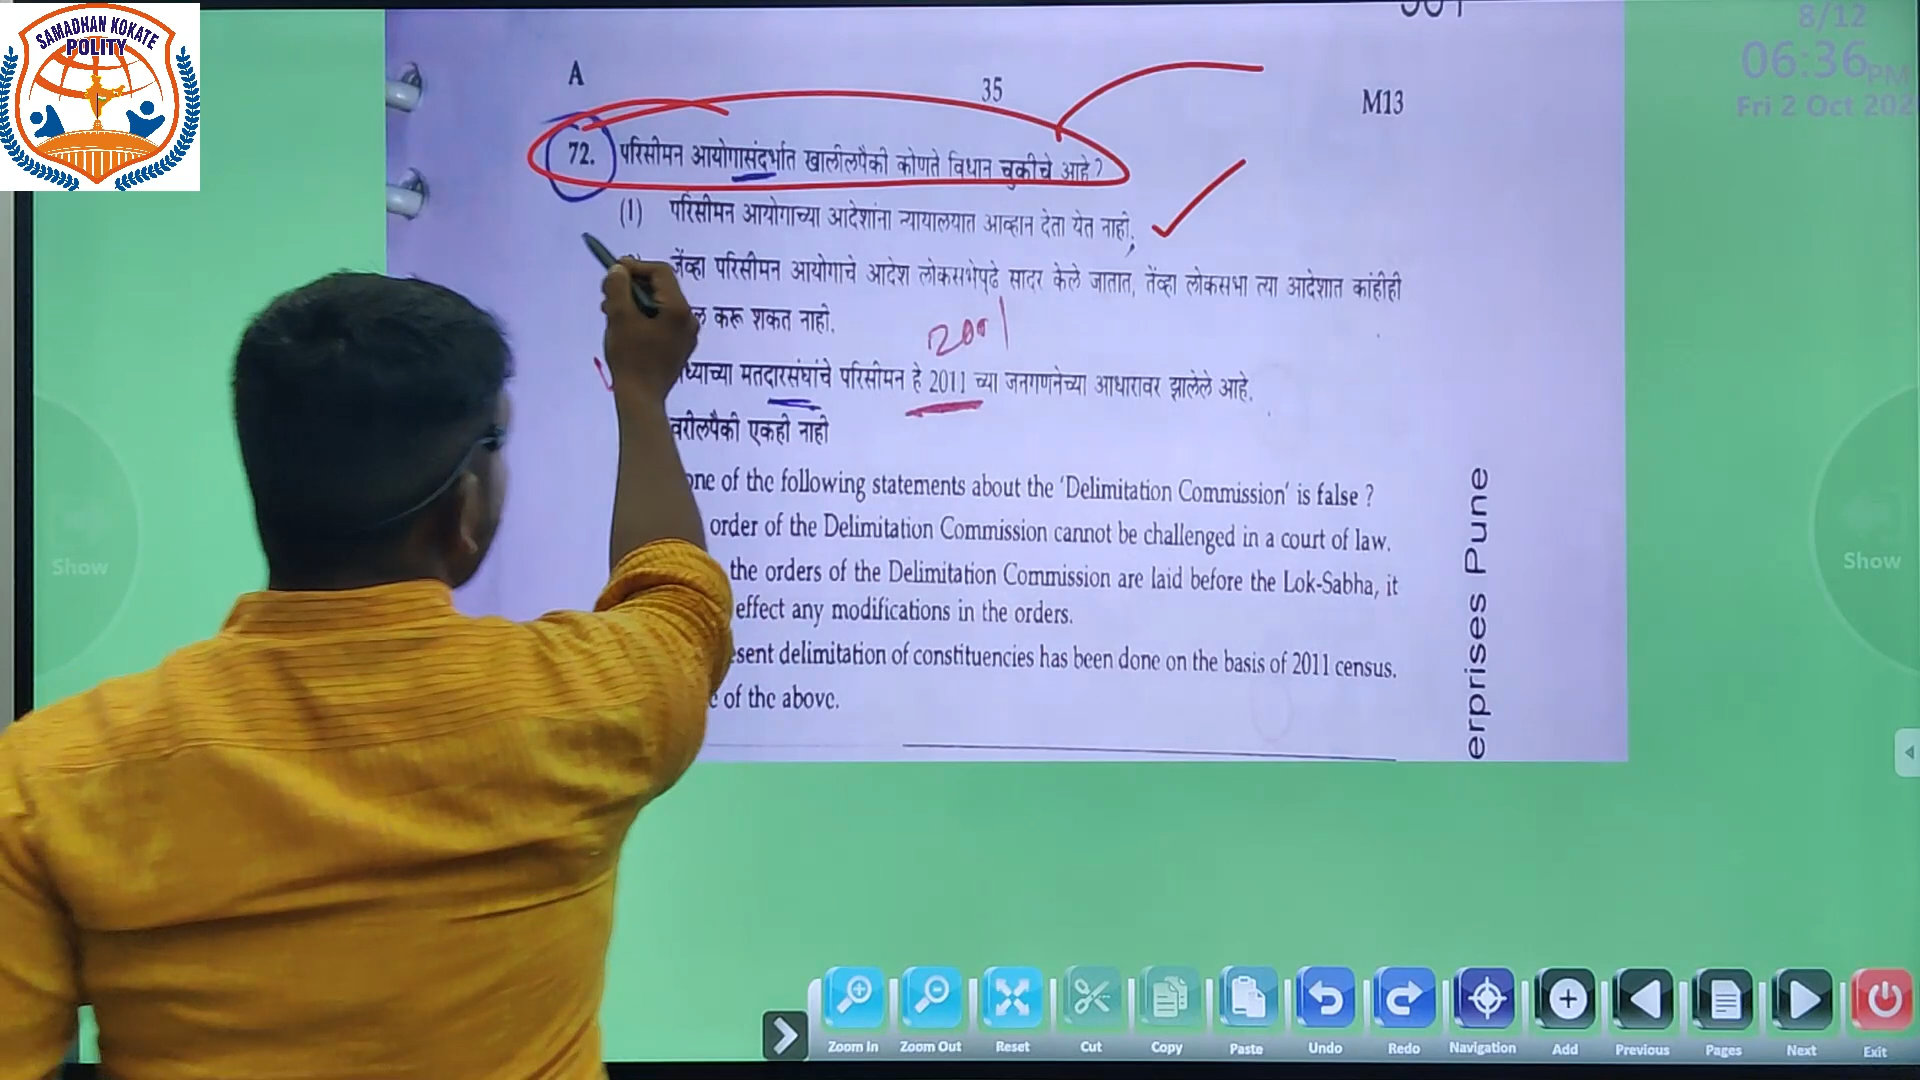 SAMADHAN KOKATE
POLITY
8/12
06:36PM
Fri 2 Oct 202
A
35
M13
72. परिसीमन आयोगासंदर्भात खालीलपैकी कोणते विधान चुकीचे आहे ?
(1) परिसीमन आयोगाच्या आदेशांना न्यायालयात आव्हान देता येत नाही.
जेंव्हा परिसीमन आयोगाचे आदेश लोकसभेपुढे सादर केले जातात, तेंव्हा लोकसभा त्या आदेशात कांहीही
करू शकत नाही.
2001
मतदारसंघांचे परिसीमन हे 2011 च्या जनगणनेच्या आधारावर झालेले आहे.
वरीलपैकी एकही नाही
one of the following statements about the 'Delimitation Commission' is false ?
order of the Delimitation Commission cannot be challenged in a court of law.
the orders of the Delimitation Commission are laid before the Lok-Sabha, it
effect any modifications in the orders.
esent delimitation of constituencies has been done on the basis of 2011 census.
e of the above.
erprises Pune
Show
Show
Zoom In Zoom Out Reset Cut Copy Paste Undo Redo Navigation Add Previous Pages Next Exit